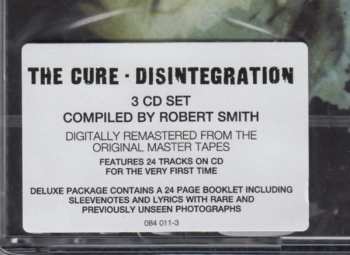 THE CURE · DISINTEGRATION
3 CD SET
COMPILED BY ROBERT SMITH
DIGITALLY REMASTERED FROM THE
ORIGINAL MASTER TAPES
FEATURES 24 TRACKS ON CD
FOR THE VERY FIRST TIME
DELUXE PACKAGE CONTAINS A 24 PAGE BOOKLET INCLUDING
SLEEVENOTES AND LYRICS WITH RARE AND
PREVIOUSLY UNSEEN PHOTOGRAPHS
084 011-3